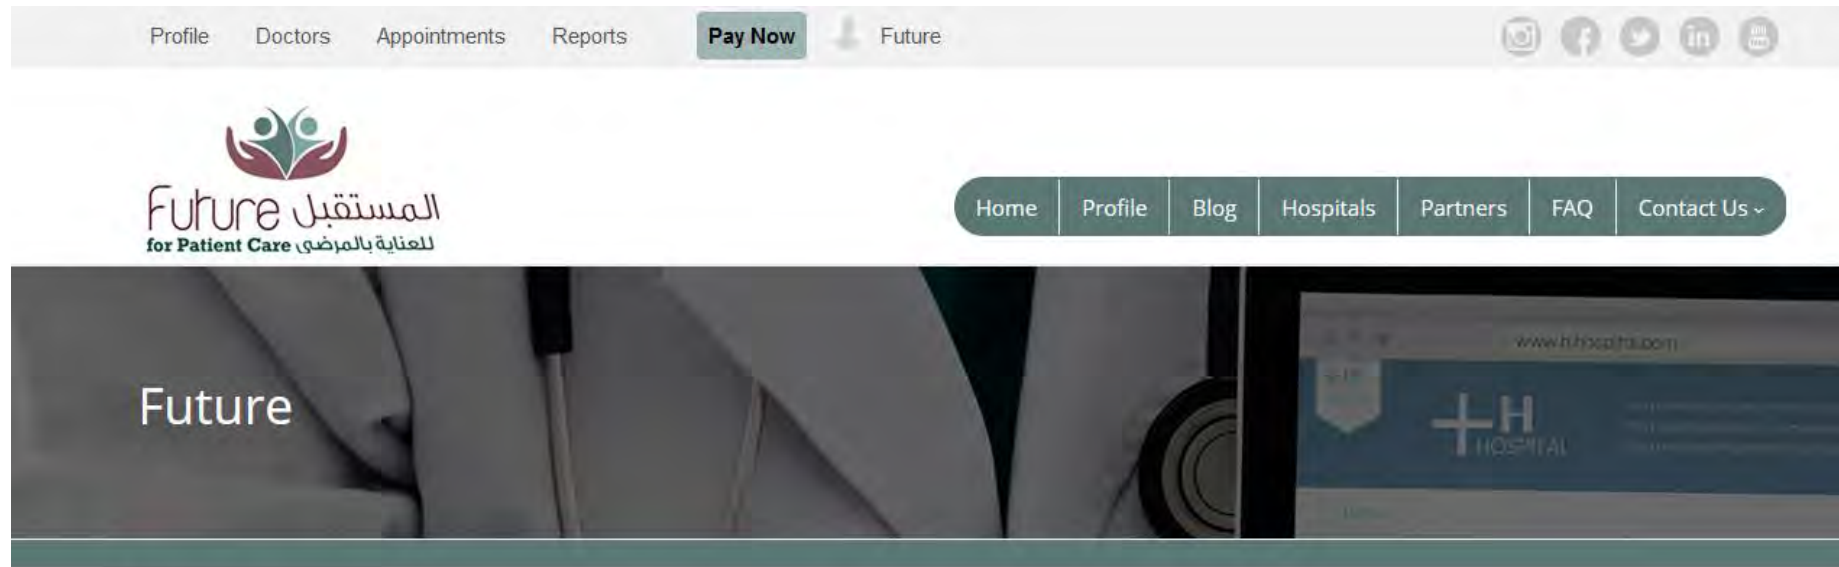 Profile Doctors Appointments Reports Pay Now Future
Future المستقبل
for Patient Care للعناية بالمرضى
Home Profile Blog Hospitals Partners FAQ Contact Us
Future
H
HOSPITAL